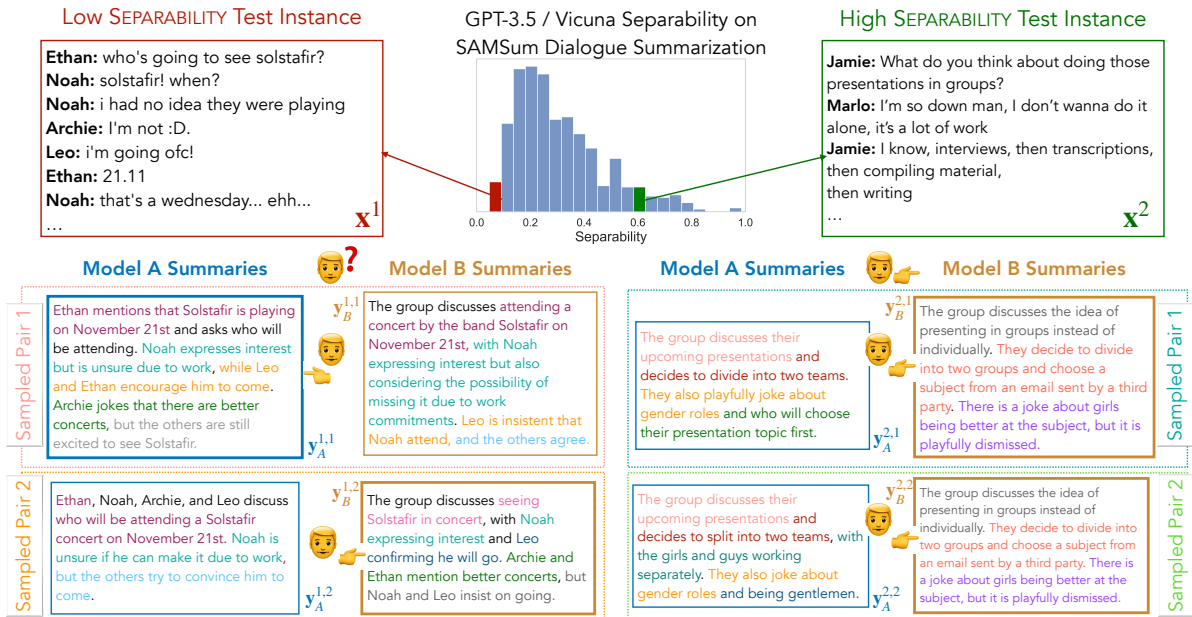 Low SEPARABILITY Test Instance
Ethan: who's going to see solstafir?
Noah: solstafir! when?
Noah: i had no idea they were playing
Archie: I'm not :D.
Leo: i'm going ofc!
Ethan: 21.11
Noah: that's a wednesday... ehh...
...
x¹
GPT-3.5 / Vicuna Separability on
SAMSum Dialogue Summarization
0.0 0.2 0.4 0.6 0.8 1.0
Separability
High SEPARABILITY Test Instance
Jamie: What do you think about doing those
presentations in groups?
Marlo: I'm so down man, I don't wanna do it
alone, it's a lot of work
Jamie: I know, interviews, then transcriptions,
then compiling material,
then writing
...
x²
Model A Summaries
?
Model B Summaries
Sampled Pair 1
Ethan mentions that Solstafir is playing
on November 21st and asks who will
be attending. Noah expresses interest
but is unsure due to work, while Leo
and Ethan encourage him to come.
Archie jokes that there are better
concerts, but the others are still
excited to see Solstafir.
y_A^{1,1}
y_B^{1,1}
The group discusses attending a
concert by the band Solstafir on
November 21st, with Noah
expressing interest but also
considering the possibility of
missing it due to work
commitments. Leo is insistent that
Noah attend, and the others agree.
Sampled Pair 2
Ethan, Noah, Archie, and Leo discuss
who will be attending a Solstafir
concert on November 21st. Noah is
unsure if he can make it due to work,
but the others try to convince him to
come.
y_A^{1,2}
y_B^{1,2}
The group discusses seeing
Solstafir in concert, with Noah
expressing interest and Leo
confirming he will go. Archie and
Ethan mention better concerts, but
Noah and Leo insist on going.
Model A Summaries
Model B Summaries
The group discusses their
upcoming presentations and
decides to divide into two teams.
They also playfully joke about
gender roles and who will choose
their presentation topic first.
y_A^{2,1}
y_B^{2,1}
The group discusses the idea of
presenting in groups instead of
individually. They decide to divide
into two groups and choose a
subject from an email sent by a third
party. There is a joke about girls
being better at the subject, but it is
playfully dismissed.
Sampled Pair 1
The group discusses their
upcoming presentations and
decides to split into two teams, with
the girls and guys working
separately. They also joke about
gender roles and being gentlemen.
y_A^{2,2}
y_B^{2,2}
The group discusses the idea of
presenting in groups instead of
individually. They decide to divide into
two groups and choose a subject from
an email sent by a third party. There is
a joke about girls being better at the
subject, but it is playfully dismissed.
Sampled Pair 2